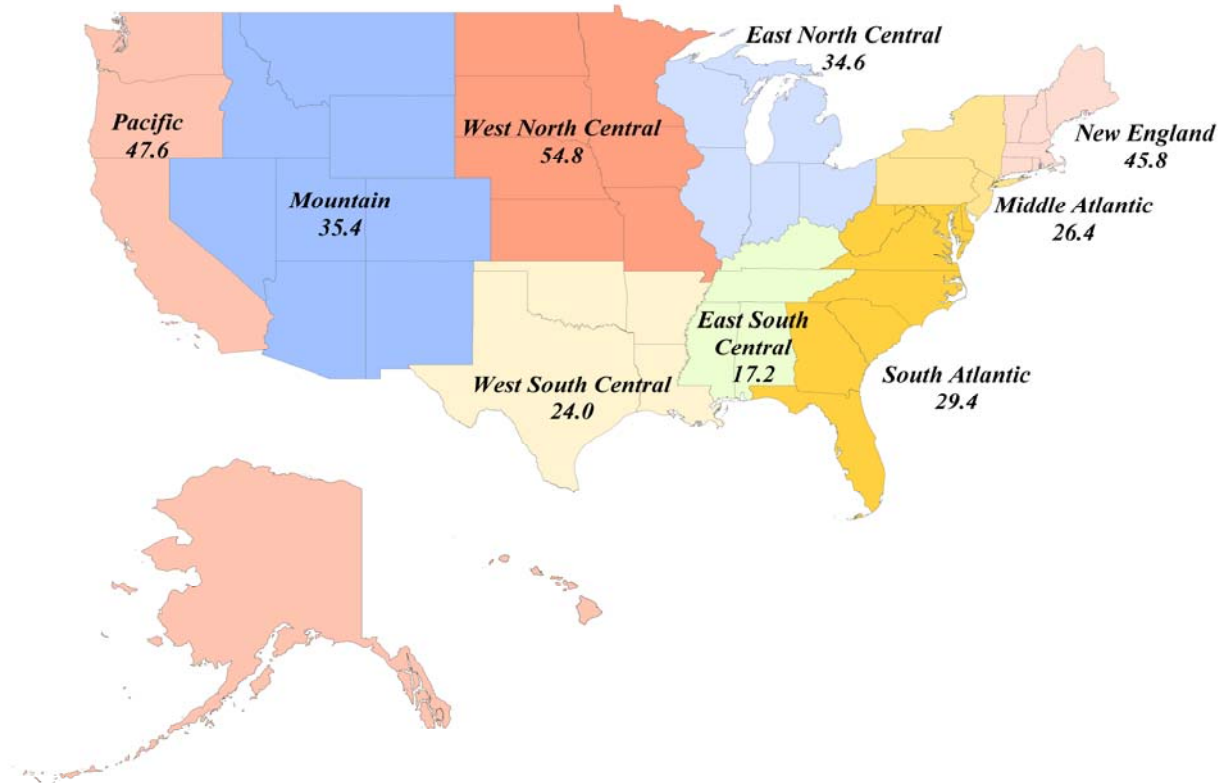 East North Central
34.6
Pacific
47.6
West North Central
54.8
New England
45.8
Mountain
35.4
Middle Atlantic
26.4
East South
Central
17.2
West South Central
24.0
South Atlantic
29.4